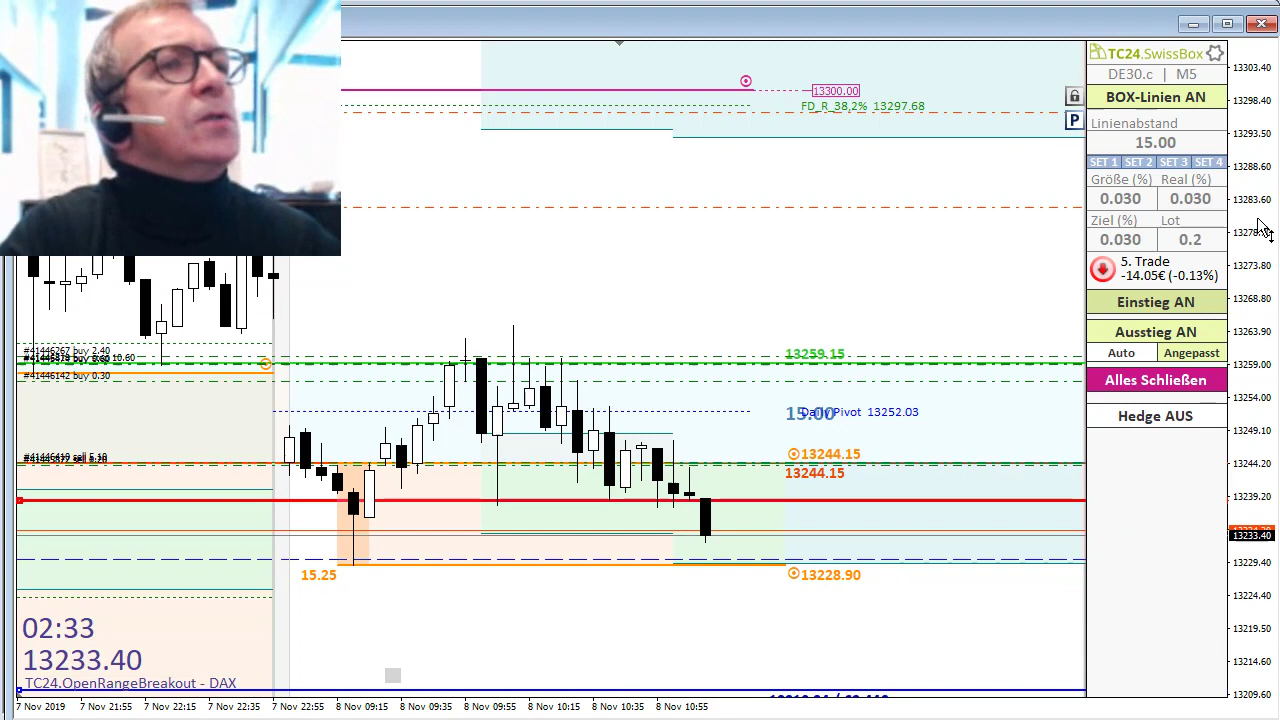 TC24.SwissBox
DE30.c | M5
BOX-Linien AN
Linienabstand
15.00
SET 1 SET 2 SET 3 SET 4
Größe (%) Real (%)
0.030 0.030
Ziel (%) Lot
0.030 0.2
5. Trade
-14.05€ (-0.13%)
Einstieg AN
Ausstieg AN
Auto Angepasst
Alles Schließen
Hedge AUS
P
13300.00
FD_R_38,2% 13297.68
13259.15
15.00
Daily Pivot 13252.03
13244.15
13244.15
13228.90
15.25
#41446142 buy 0.30
02:33
13233.40
TC24.OpenRangeBreakout - DAX
13303.40
13298.40
13293.50
13288.60
13283.60
13273.80
13268.80
13263.90
13259.00
13254.00
13249.10
13244.20
13239.20
13233.40
13229.40
13224.40
13219.50
13214.60
13209.60
7 Nov 2019
7 Nov 21:55
7 Nov 22:15
7 Nov 22:35
7 Nov 22:55
8 Nov 09:15
8 Nov 09:35
8 Nov 09:55
8 Nov 10:15
8 Nov 10:35
8 Nov 10:55